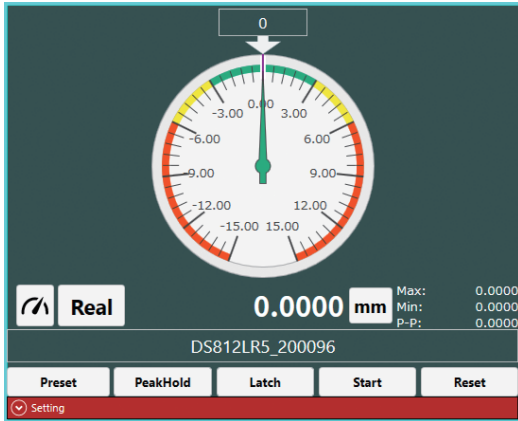 0
0.00
-3.00 3.00
-6.00 6.00
-9.00 9.00
-12.00 12.00
-15.00 15.00
Real 0.0000 mm
Max: 0.0000
Min: 0.0000
P-P: 0.0000
DS812LR5_200096
Preset PeakHold Latch Start Reset
Setting